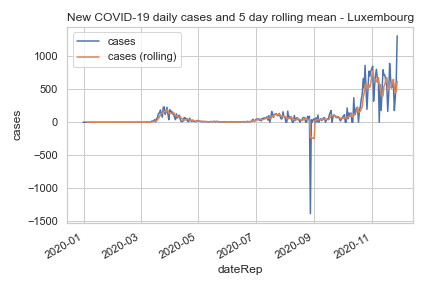 New COVID-19 daily cases and 5 day rolling mean - Luxembourg
cases
cases (rolling)
1000
500
0
−500
−1000
−1500
cases
2020-01
2020-03
2020-05
2020-07
2020-09
2020-11
dateRep